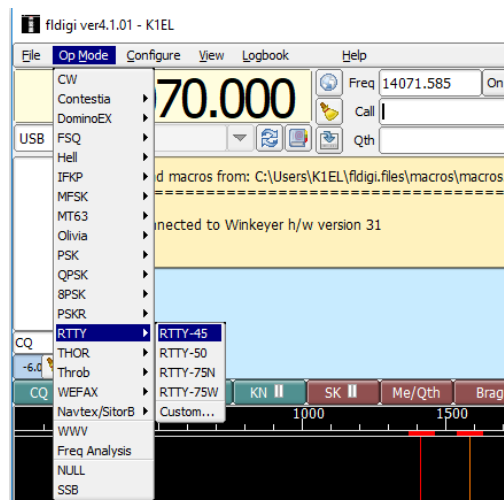 fldigi ver4.1.01 - K1EL
File Op Mode Configure View Logbook Help
CW
Contestia
DominoEX
FSQ
Hell
IFKP
MFSK
MT63
Olivia
PSK
QPSK
8PSK
PSKR
RTTY
THOR
Throb
WEFAX
Navtex/SitorB
WWV
Freq Analysis
NULL
SSB
RTTY-45
RTTY-50
RTTY-75N
RTTY-75W
Custom...
70.000
Freq 14071.585 On
Call
USB
Qth
d macros from: C:\Users\K1EL\fldigi.files\macros\macros
====================================
nnected to Winkeyer h/w version 31
CQ
-6.0
CQ KN SK Me/Qth Brag
1000 1500